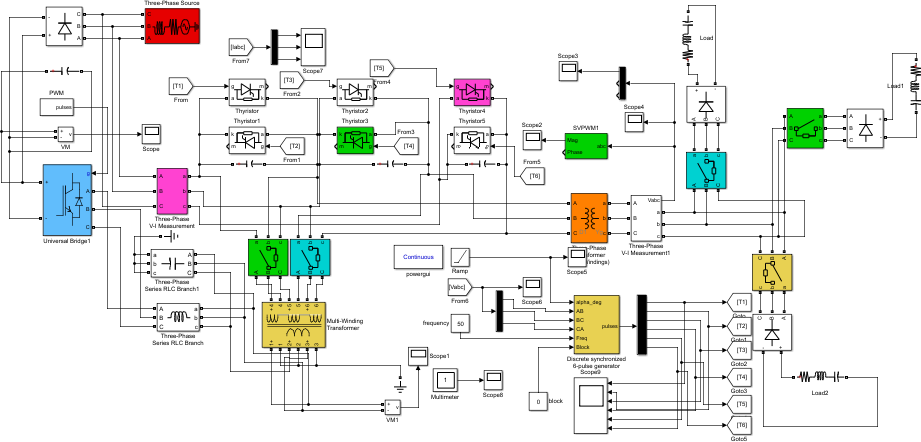 Three-Phase Source
C
B
A
[Iabc]
From7
Scope7
Load
Scope3
[T5]
From4
[T1]
From
[T3]
From2
Thyristor
Thyristor2
Thyristor4
Load1
PWM
pulses
VM
Scope
Thyristor1
Thyristor3
From3
Thyristor5
[T2]
From1
[T4]
Scope2
SVPWM1
Mag
Phase
abc
Scope4
From5
[T6]
Universal Bridge1
Three-Phase
V-I Measurement
Three-Phase
V-I Measurement1
Vabc
Scope5
Continuous
powergui
Ramp
Three-Phase
Series RLC Branch1
[Vabc]
From6
Scope6
alpha_deg
AB
BC
CA
Freq
Block
pulses
Discrete synchronized
6-pulse generator
frequency
50
Three-Phase
Series RLC Branch
Multi-Winding
Transformer
[T1]
Goto
[T2]
Goto1
[T3]
Goto2
[T4]
Goto3
[T5]
Goto4
[T6]
Goto5
Scope1
Multimeter
1
Scope8
Scope9
0
block
VM1
Load2